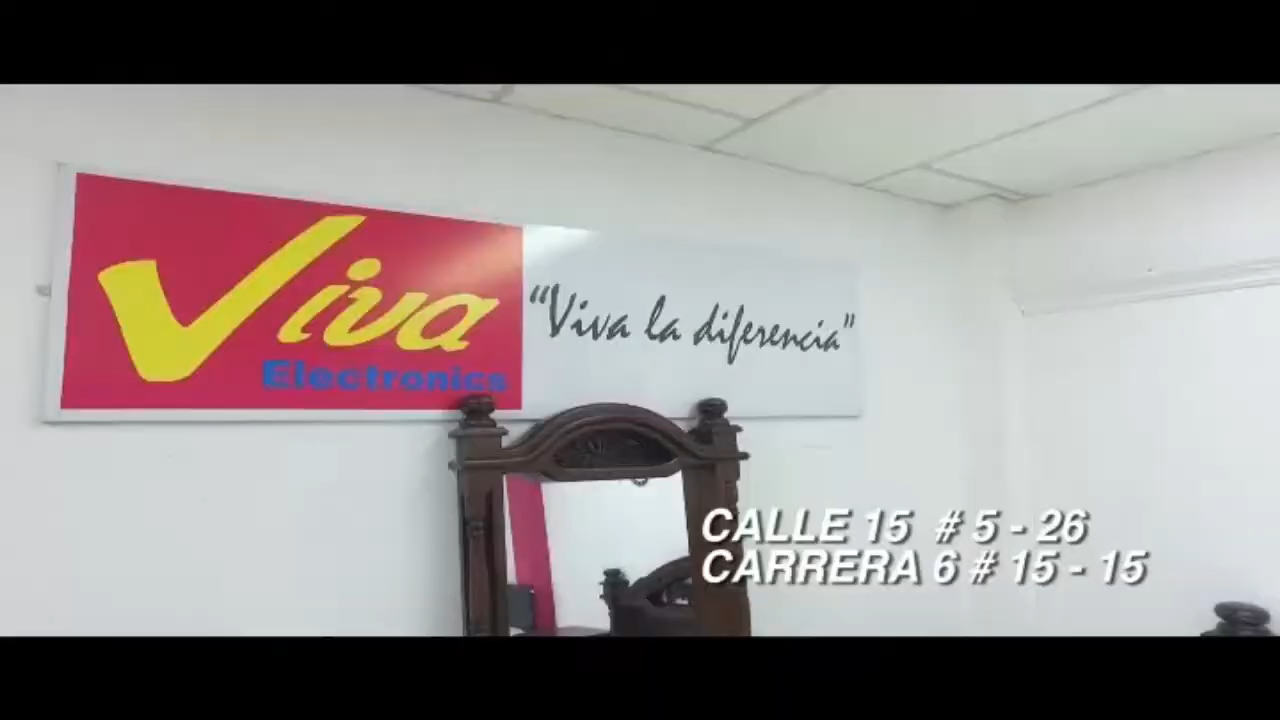 Viva
Electronics
"Viva la diferencia"
CALLE 15 # 5 - 26
CARRERA 6 # 15 - 15